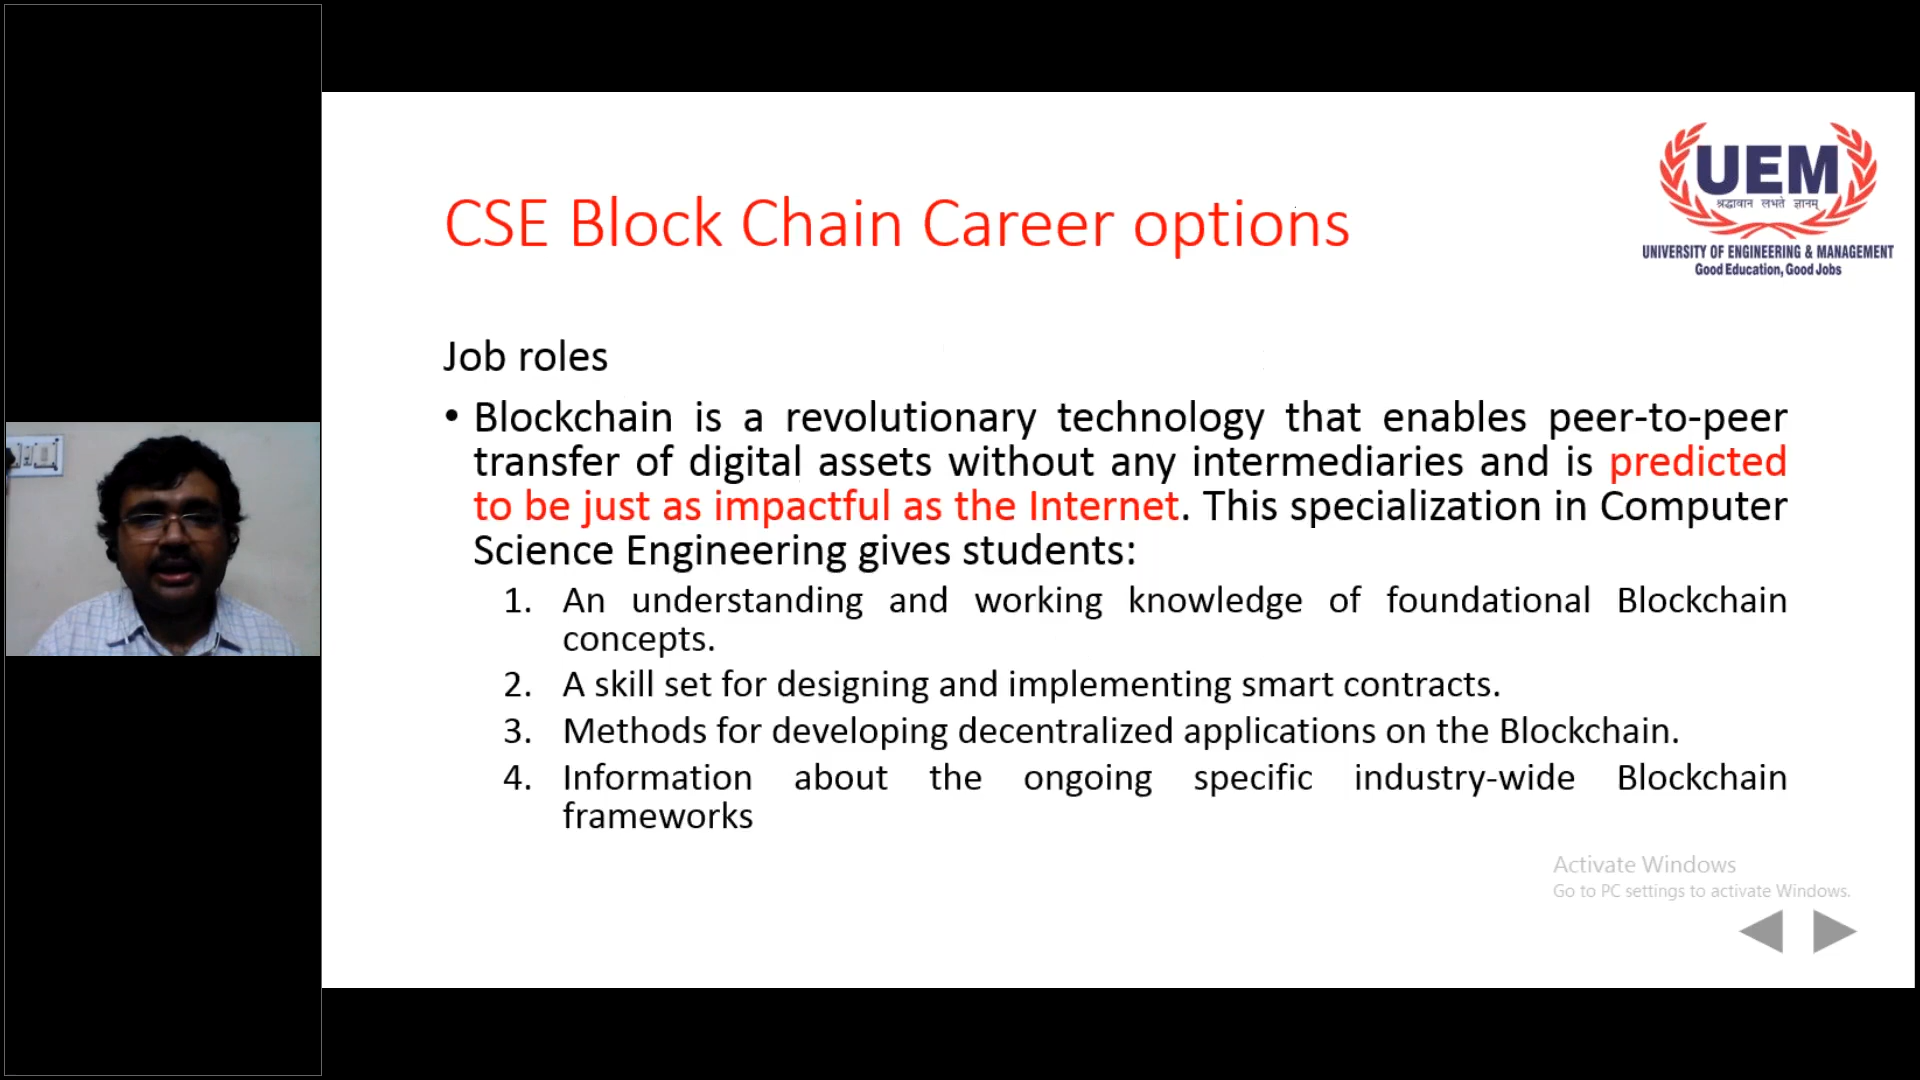 UEM
श्रद्धावान लभते ज्ञानम्
UNIVERSITY OF ENGINEERING & MANAGEMENT
Good Education, Good Jobs
CSE Block Chain Career options
Job roles
• Blockchain is a revolutionary technology that enables peer-to-peer
transfer of digital assets without any intermediaries and is predicted
to be just as impactful as the Internet. This specialization in Computer
Science Engineering gives students:
1. An understanding and working knowledge of foundational Blockchain
concepts.
2. A skill set for designing and implementing smart contracts.
3. Methods for developing decentralized applications on the Blockchain.
4. Information about the ongoing specific industry-wide Blockchain
frameworks
Activate Windows
Go to PC settings to activate Windows.